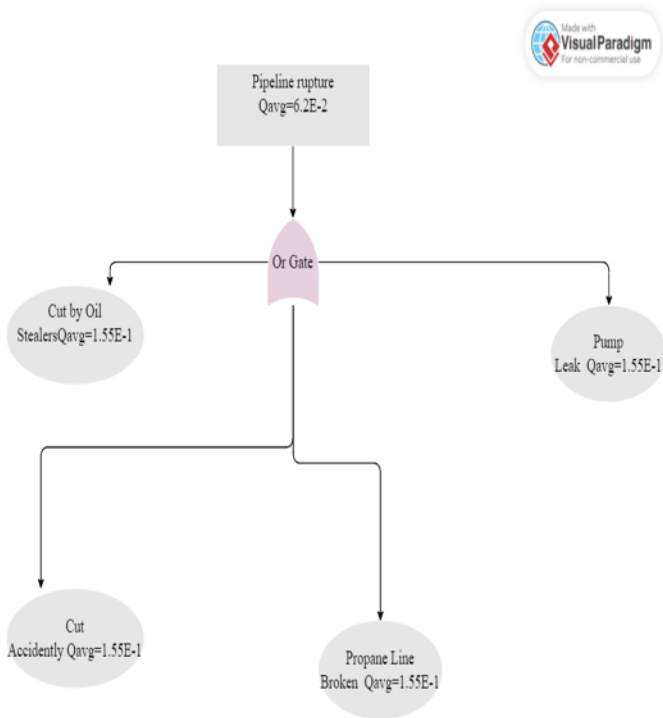 Made with
VisualParadigm
For non-commercial use
Pipeline rupture
Qavg=6.2E-2
Or Gate
Cut by Oil
StealersQavg=1.55E-1
Pump
Leak Qavg=1.55E-1
Cut
Accidently Qavg=1.55E-1
Propane Line
Broken Qavg=1.55E-1